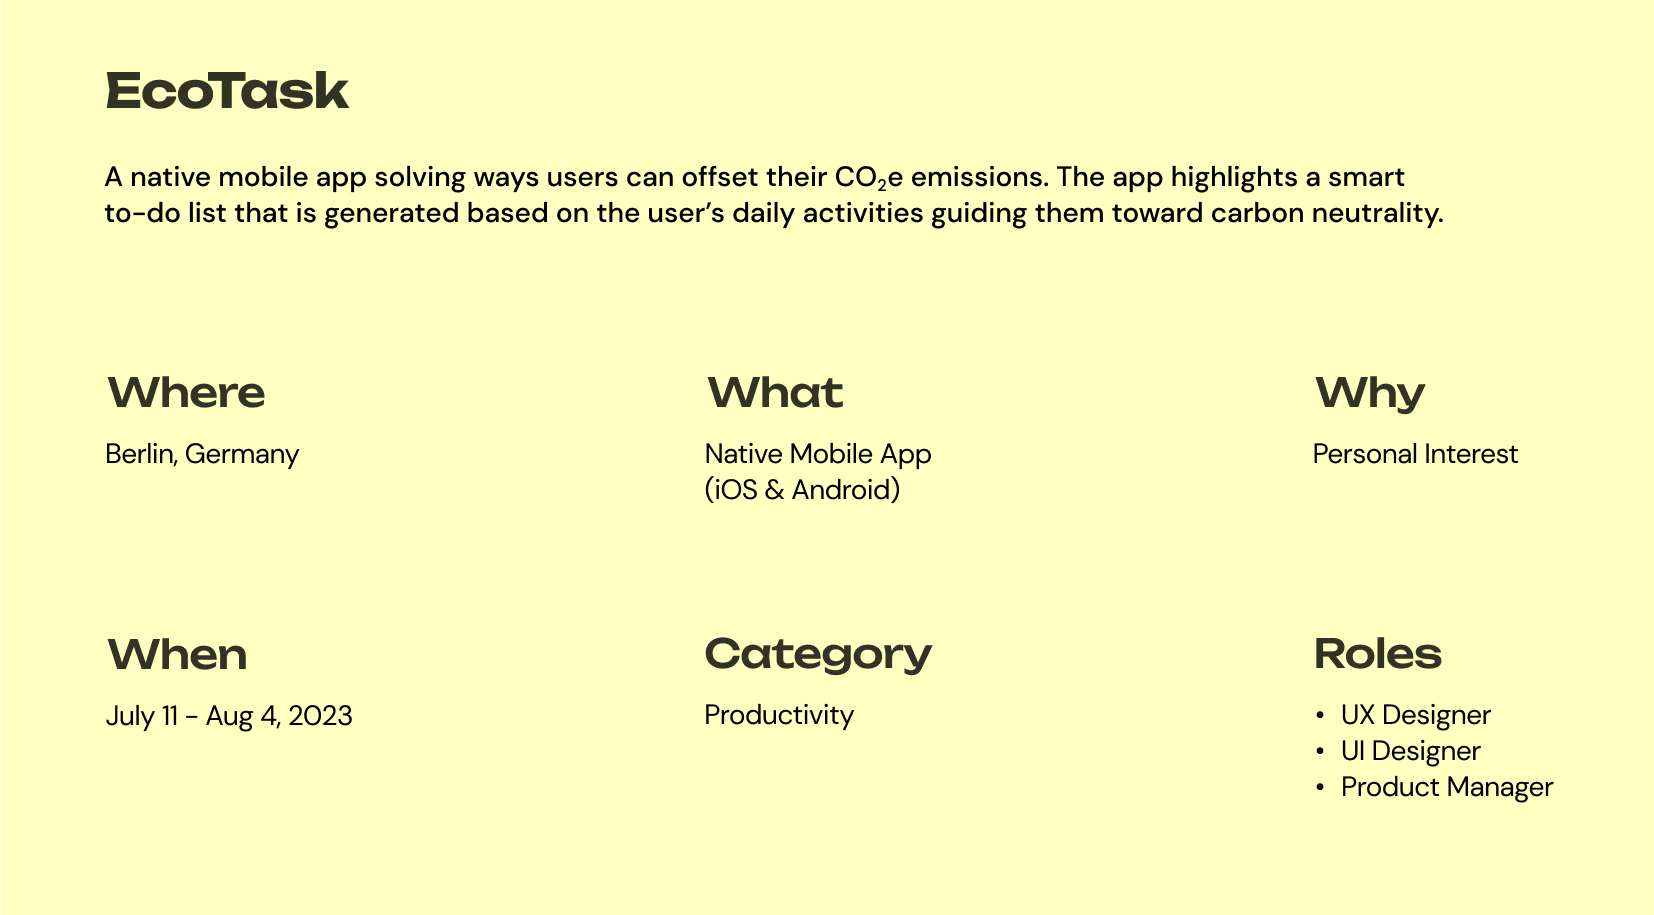 EcoTask
A native mobile app solving ways users can offset their CO₂e emissions. The app highlights a smart
to-do list that is generated based on the user’s daily activities guiding them toward carbon neutrality.
Where
Berlin, Germany
What
Native Mobile App
(iOS & Android)
Why
Personal Interest
When
July 11 - Aug 4, 2023
Category
Productivity
Roles
• UX Designer
• UI Designer
• Product Manager